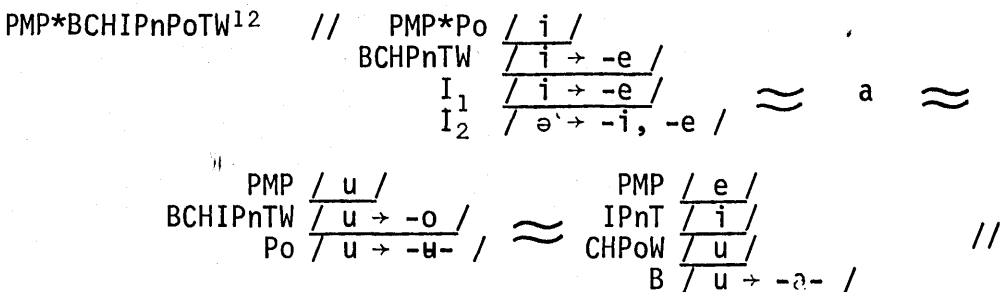 PMP*BCHIPnPoTW¹² // PMP*Po / i /
BCHPnTW / i → -e /
I₁ / i → -e / ≈ a ≈
I₂ / ə → -i, -e /
PMP / u / PMP / e /
BCHIPnTW / u → -o / ≈ IPnT / i /
Po / u → -ʉ- / CHPoW / u / //
B / u → -ə- /